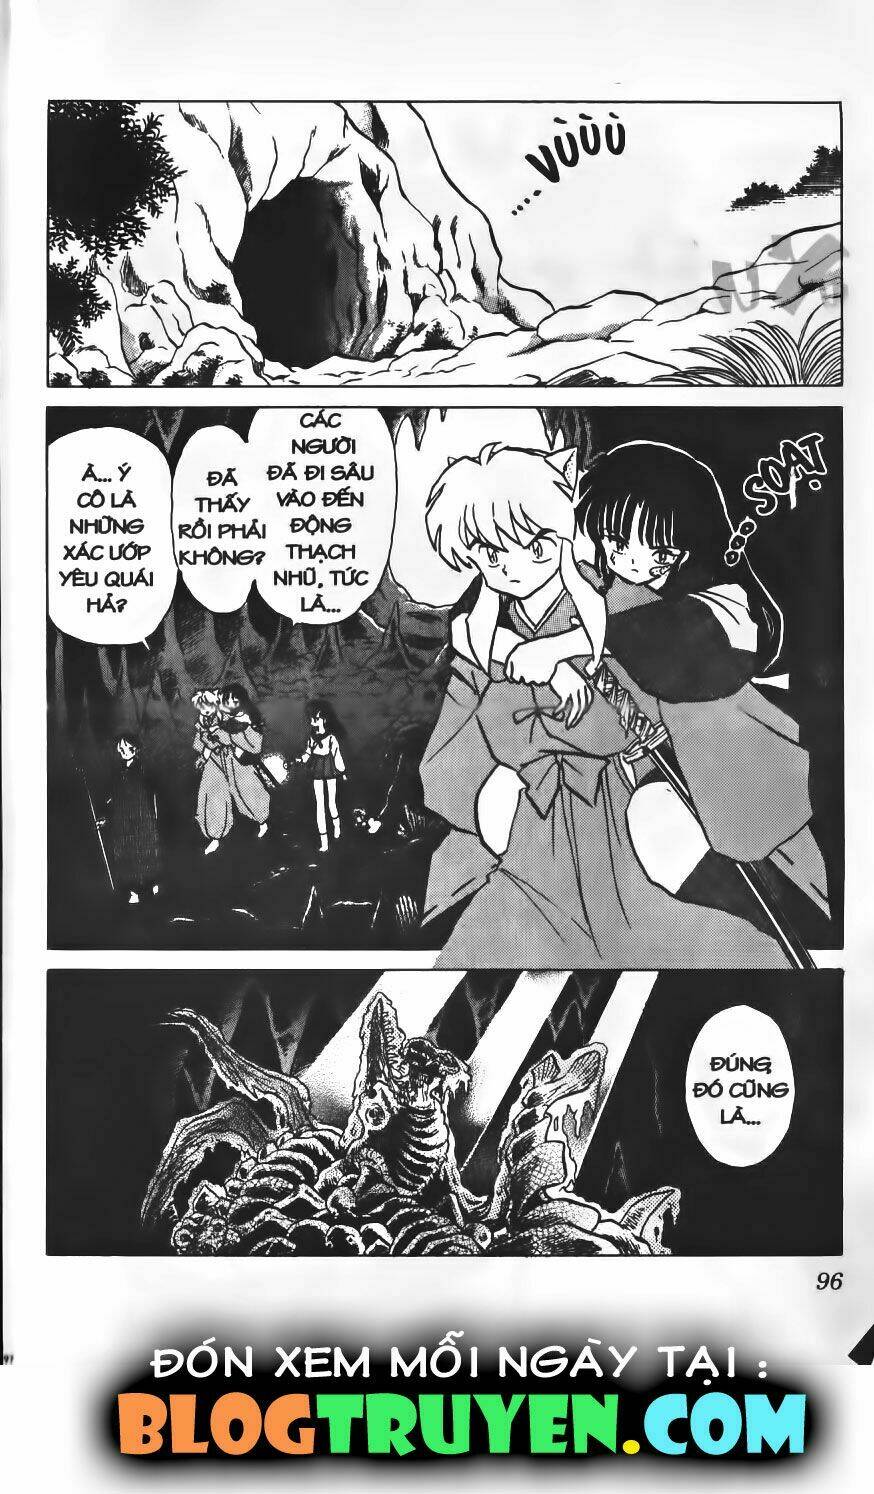 ....VÙÙÙ
CÁC
NGƯỜI
ĐÃ ĐI SÂU
VÀO ĐẾN
ĐỘNG
THẠCH
NHŨ, TỨC
LÀ...
ĐÃ
THẤY
RỒI PHẢI
KHÔNG?
À... Ý
CÔ LÀ
NHỮNG
XÁC ƯỚP
YÊU QUÁI
HẢ?
SOẠT
ĐÚNG,
ĐÓ CŨNG
LÀ...
96
ĐÓN XEM MỖI NGÀY TẠI :
BLOGTRUYEN.COM